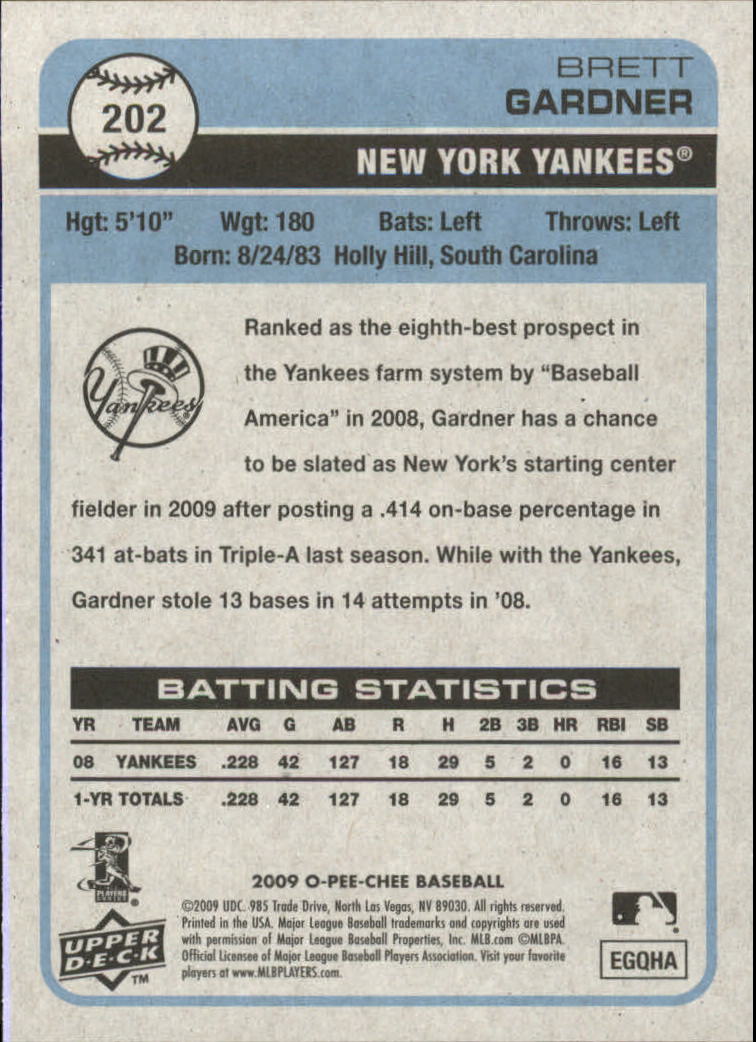 BRETT
GARDNER
202
NEW YORK YANKEES®
Hgt: 5'10" Wgt: 180 Bats: Left Throws: Left
Born: 8/24/83 Holly Hill, South Carolina
Yankees
Ranked as the eighth-best prospect in
the Yankees farm system by “Baseball
America” in 2008, Gardner has a chance
to be slated as New York's starting center
fielder in 2009 after posting a .414 on-base percentage in
341 at-bats in Triple-A last season. While with the Yankees,
Gardner stole 13 bases in 14 attempts in '08.
BATTING STATISTICS
YR TEAM AVG G AB R H 2B 3B HR RBI SB
08 YANKEES .228 42 127 18 29 5 2 0 16 13
1-YR TOTALS .228 42 127 18 29 5 2 0 16 13
PLAYERS
CHOICE ®
2009 O-PEE-CHEE BASEBALL
©2009 UDC. 985 Trade Drive, North Las Vegas, NV 89030. All rights reserved.
Printed in the USA. Major League Baseball trademarks and copyrights are used
with permission of Major League Baseball Properties, Inc. MLB.com ©MLBPA.
Official Licensee of Major League Baseball Players Association. Visit your favorite
players at www.MLBPLAYERS.com.
UPPER
D·E·C·K
TM
EGQHA